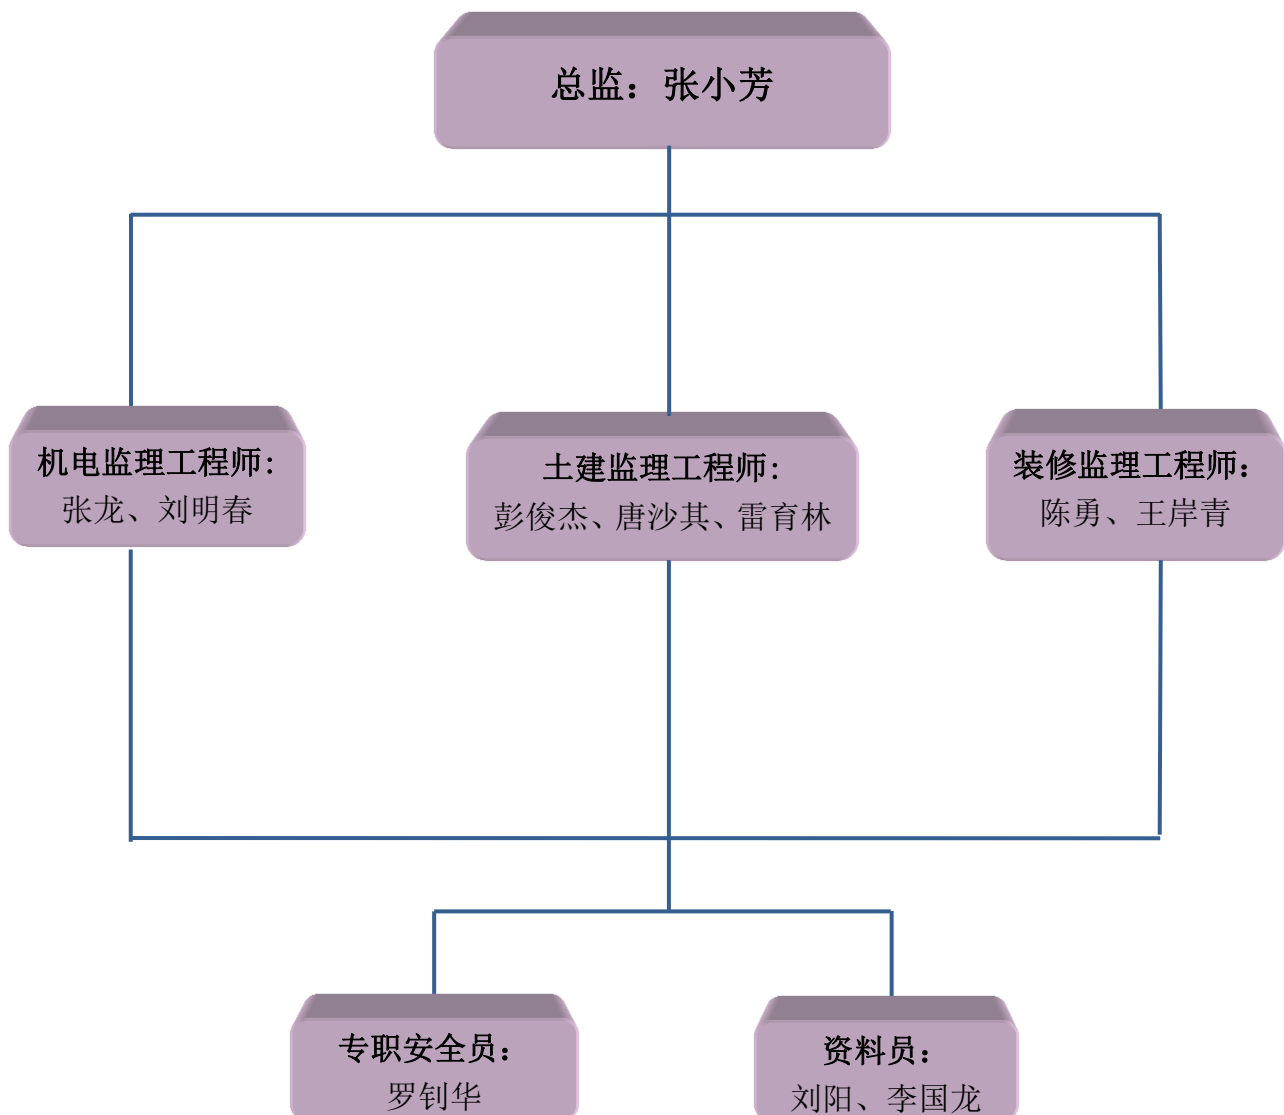 总监：张小芳
机电监理工程师：
张龙、刘明春
土建监理工程师：
彭俊杰、唐沙其、雷育林
装修监理工程师：
陈勇、王岸青
专职安全员：
罗钊华
资料员：
刘阳、李国龙